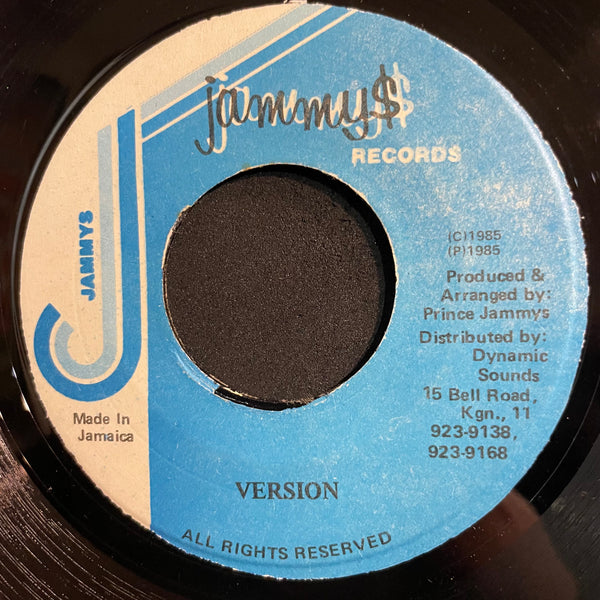 jammy$
RECORDS
JAMMYS
(C)1985
(P)1985
Produced &
Arranged by:
Prince Jammys
Distributed by:
Dynamic
Sounds
15 Bell Road,
Kgn., 11
923-9138,
923-9168
Made In
Jamaica
VERSION
ALL RIGHTS RESERVED